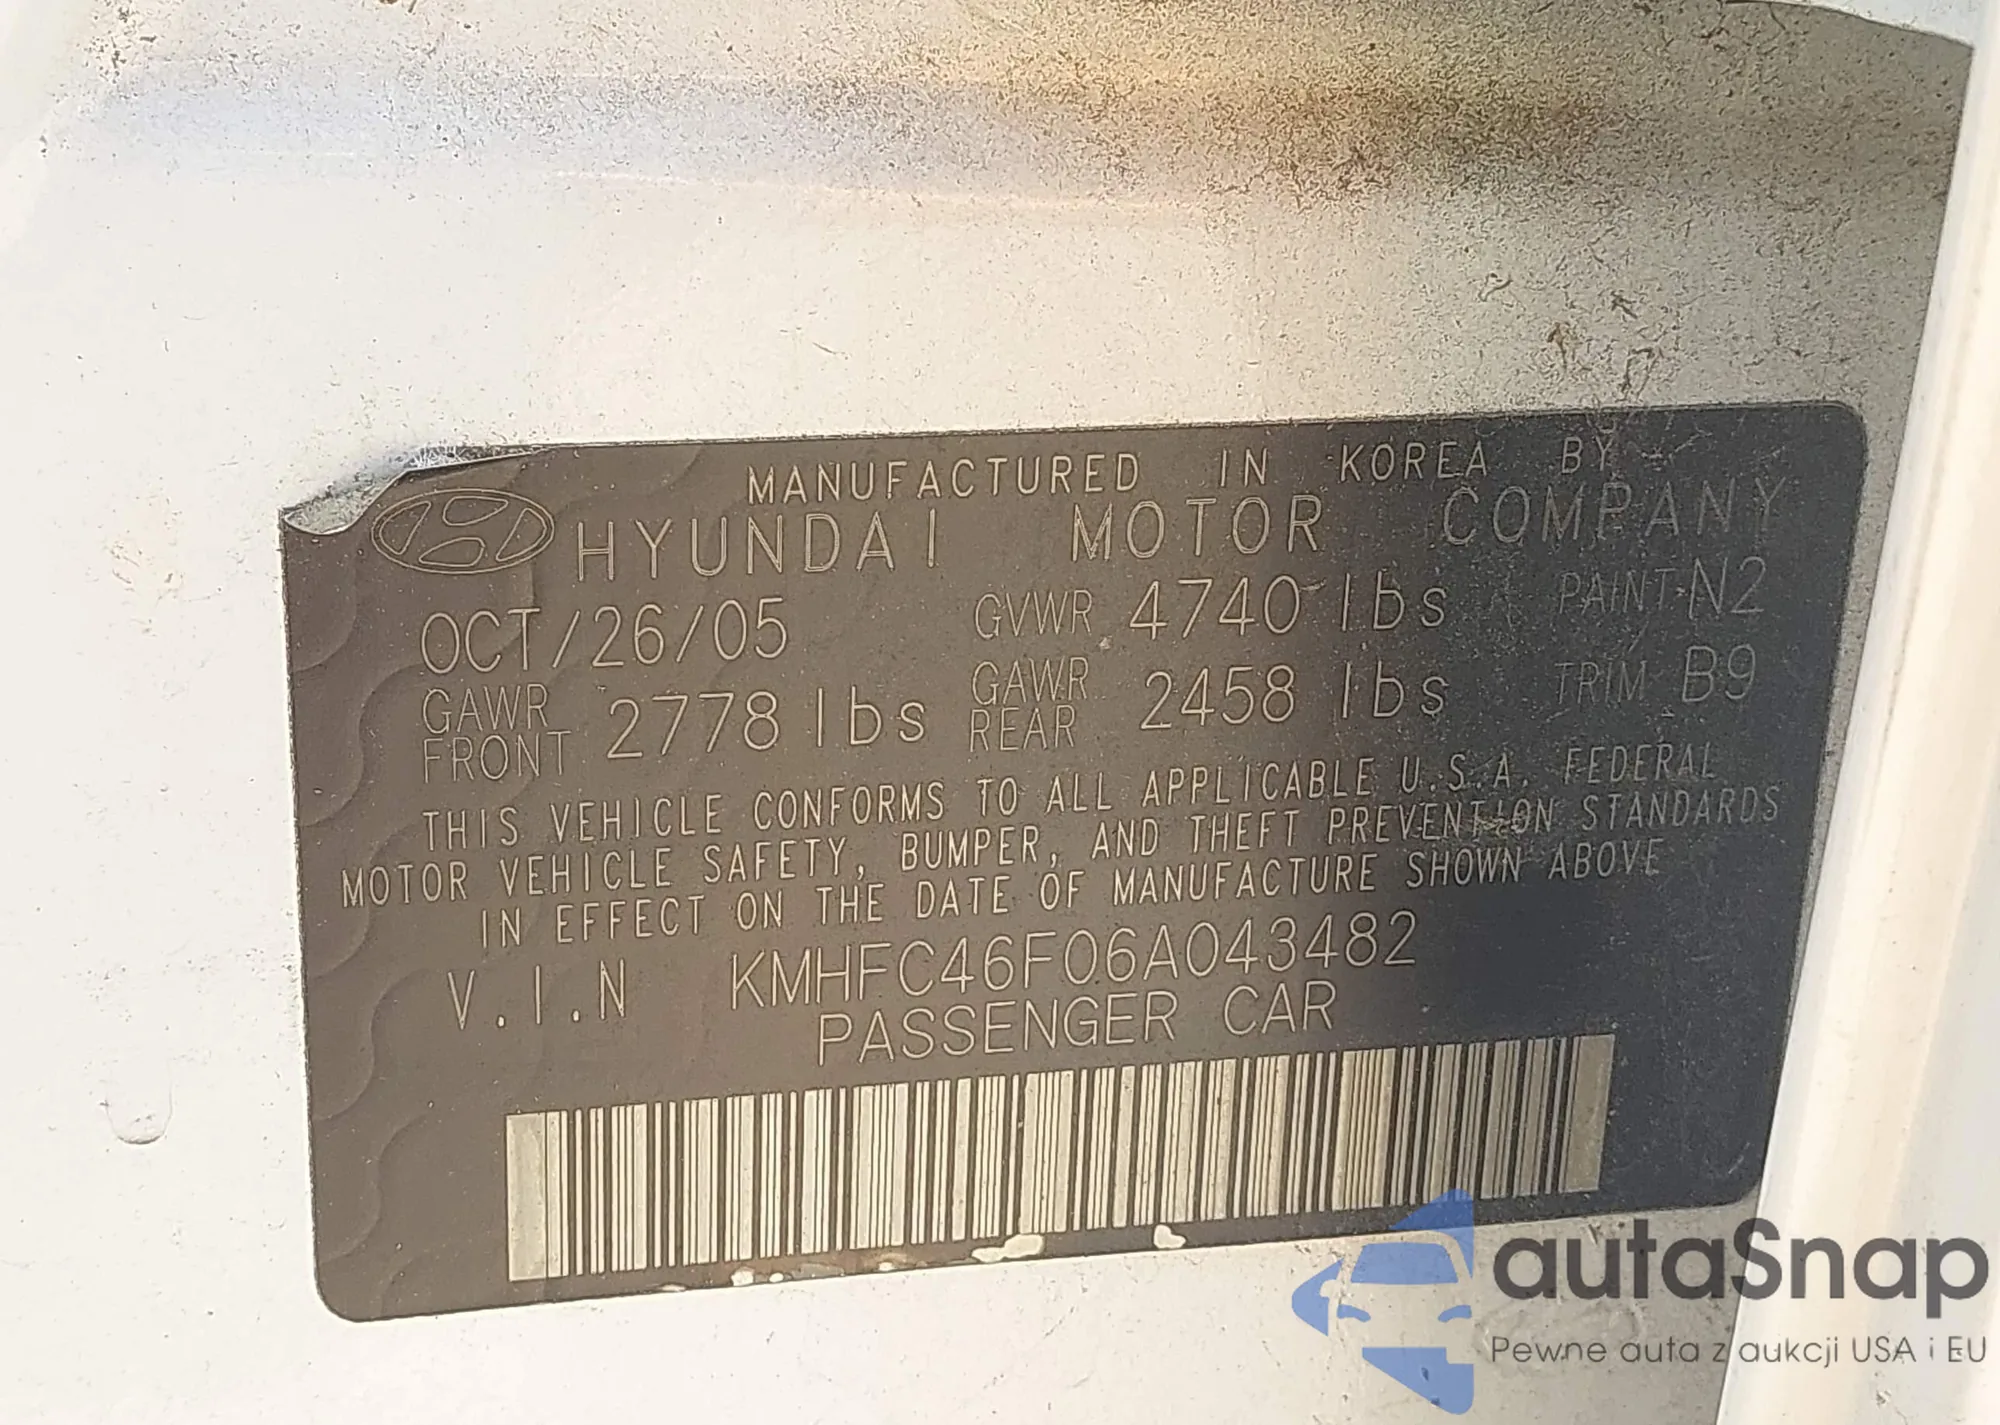 MANUFACTURED IN KOREA BY
HYUNDAI MOTOR COMPANY
OCT/26/05 GVWR 4740 lbs PAINT N2
GAWR FRONT 2778 lbs GAWR REAR 2458 lbs TRIM B9
THIS VEHICLE CONFORMS TO ALL APPLICABLE U.S.A. FEDERAL
MOTOR VEHICLE SAFETY, BUMPER, AND THEFT PREVENTION STANDARDS
IN EFFECT ON THE DATE OF MANUFACTURE SHOWN ABOVE
V.I.N KMHFC46F06A043482
PASSENGER CAR
autaSnap
Pewne auta z aukcji USA i EU